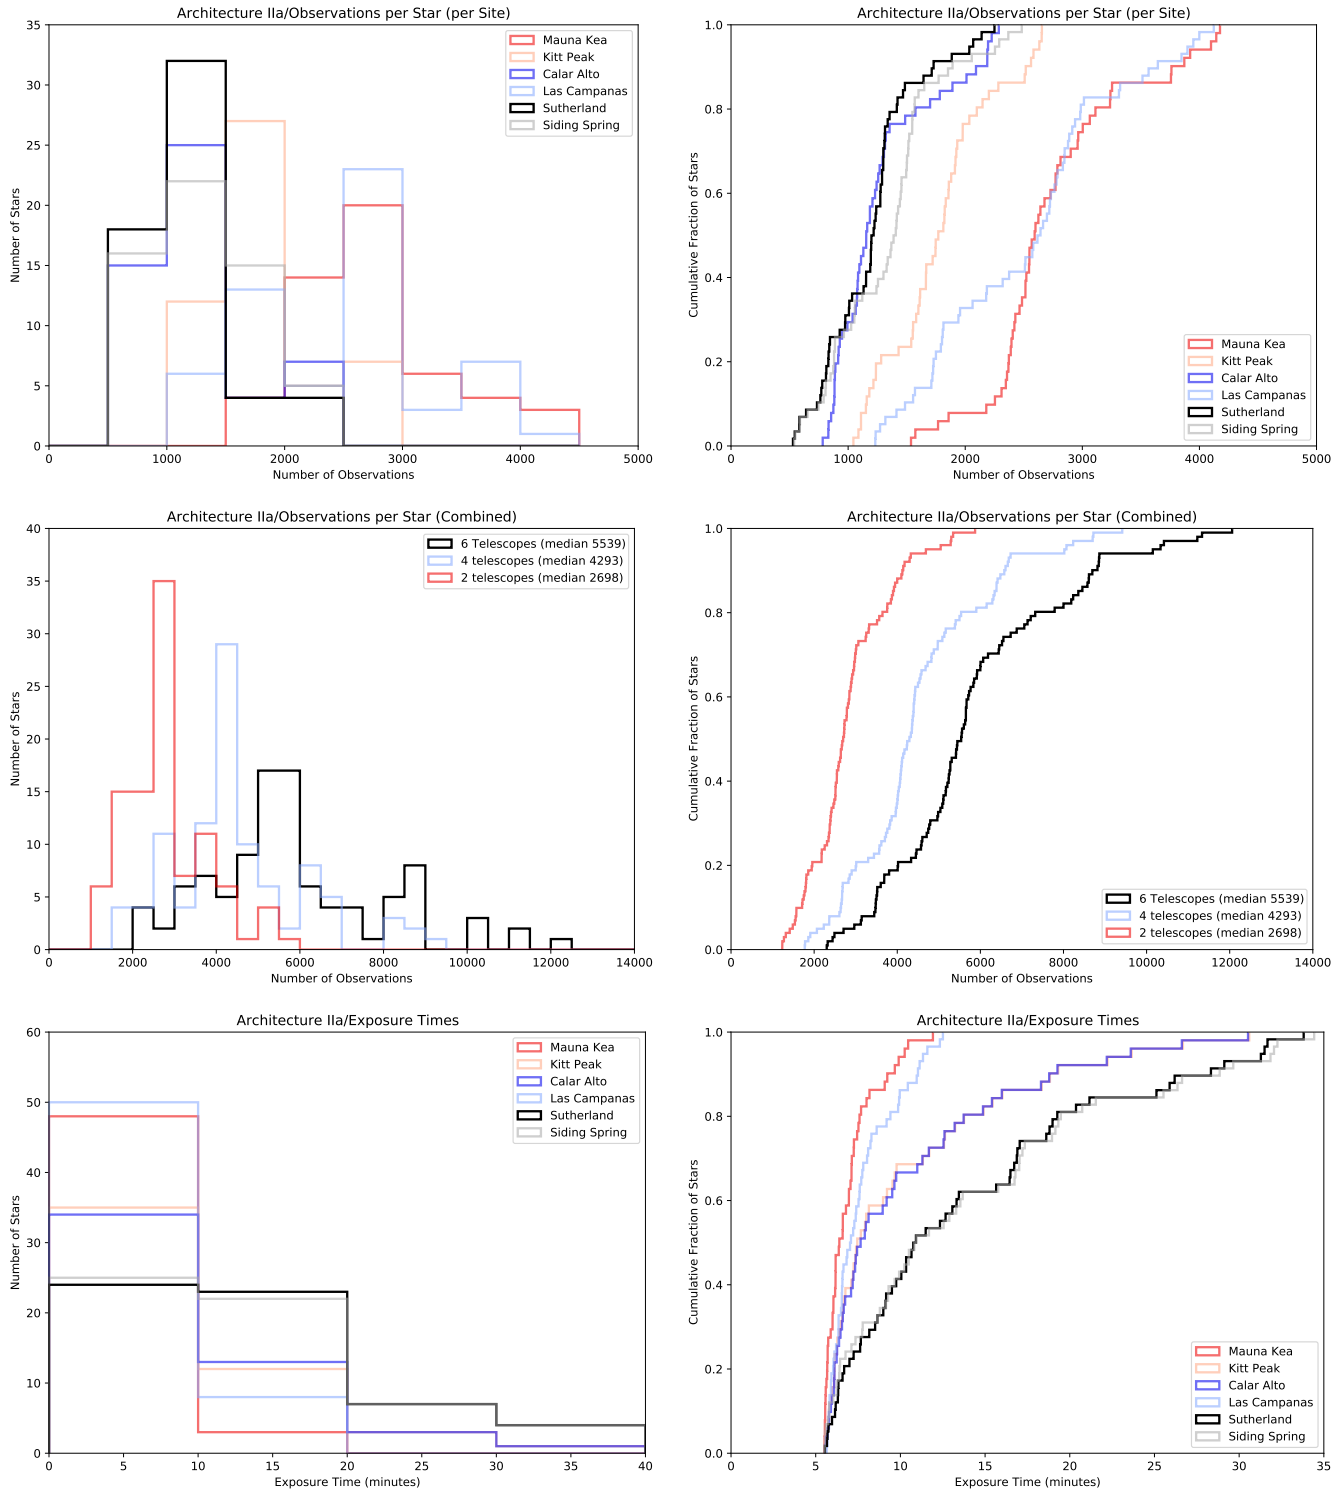 Architecture IIa/Observations per Star (per Site)
35
30
25
20
15
10
5
0
Number of Stars
Mauna Kea
Kitt Peak
Calar Alto
Las Campanas
Sutherland
Siding Spring
0 1000 2000 3000 4000 5000
Number of Observations
Architecture IIa/Observations per Star (per Site)
1.0
0.8
0.6
0.4
0.2
0.0
Cumulative Fraction of Stars
Mauna Kea
Kitt Peak
Calar Alto
Las Campanas
Sutherland
Siding Spring
0 1000 2000 3000 4000 5000
Number of Observations
Architecture IIa/Observations per Star (Combined)
40
35
30
25
20
15
10
5
0
Number of Stars
6 Telescopes (median 5539)
4 telescopes (median 4293)
2 telescopes (median 2698)
0 2000 4000 6000 8000 10000 12000 14000
Number of Observations
Architecture IIa/Observations per Star (Combined)
1.0
0.8
0.6
0.4
0.2
0.0
Cumulative Fraction of Stars
6 Telescopes (median 5539)
4 telescopes (median 4293)
2 telescopes (median 2698)
0 2000 4000 6000 8000 10000 12000 14000
Number of Observations
Architecture IIa/Exposure Times
60
50
40
30
20
10
0
Number of Stars
Mauna Kea
Kitt Peak
Calar Alto
Las Campanas
Sutherland
Siding Spring
0 5 10 15 20 25 30 35 40
Exposure Time (minutes)
Architecture IIa/Exposure Times
1.0
0.8
0.6
0.4
0.2
0.0
Cumulative Fraction of Stars
Mauna Kea
Kitt Peak
Calar Alto
Las Campanas
Sutherland
Siding Spring
0 5 10 15 20 25 30 35
Exposure Time (minutes)